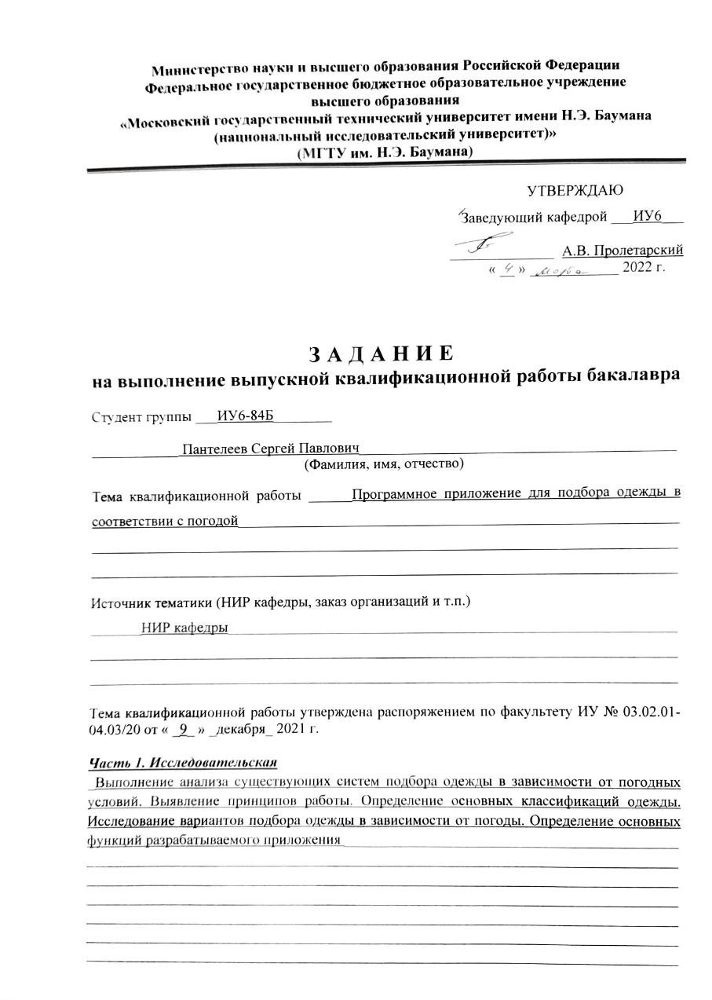 Министерство науки и высшего образования Российской Федерации
Федеральное государственное бюджетное образовательное учреждение
высшего образования
«Московский государственный технический университет имени Н.Э. Баумана
(национальный исследовательский университет)»
(МГТУ им. Н.Э. Баумана)
УТВЕРЖДАЮ
Заведующий кафедрой ИУ6
А.В. Пролетарский
« 4 » марта 2022 г.
З А Д А Н И Е
на выполнение выпускной квалификационной работы бакалавра
Студент группы ИУ6-84Б
Пантелеев Сергей Павлович
(Фамилия, имя, отчество)
Тема квалификационной работы Программное приложение для подбора одежды в
соответствии с погодой
Источник тематики (НИР кафедры, заказ организаций и т.п.)
НИР кафедры
Тема квалификационной работы утверждена распоряжением по факультету ИУ № 03.02.01-
04.03/20 от « 9 » декабря 2021 г.
Часть 1. Исследовательская
Выполнение анализа существующих систем подбора одежды в зависимости от погодных
условий. Выявление принципов работы. Определение основных классификаций одежды.
Исследование вариантов подбора одежды в зависимости от погоды. Определение основных
функций разрабатываемого приложения